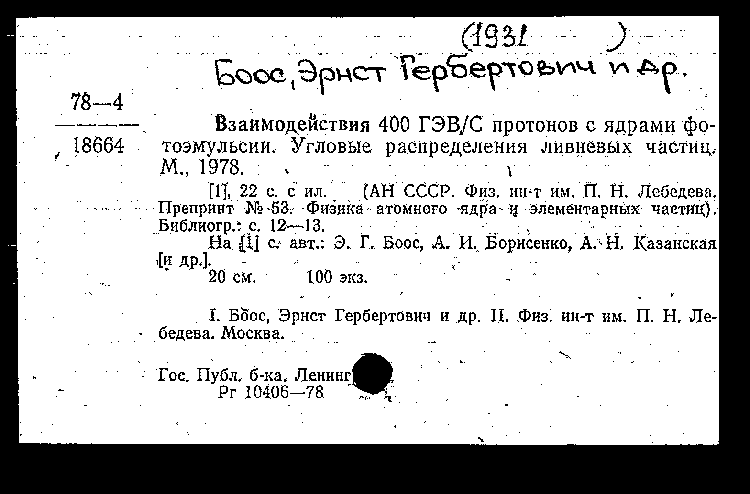 (1931 )
Боос, Эрнст Гербертович и др.
78—4
18664
Взаимодействия 400 ГЭВ/С протонов с ядрами фо-
тоэмульсии. Угловые распределения ливневых частиц.
М., 1978.
[1], 22 с. с ил. (АН СССР. Физ. ин-т им. П. Н. Лебедева.
Препринт № 53. Физика атомного ядра и элементарных частиц).
Библиогр.: с. 12—13.
На [1] с. авт.: Э. Г. Боос, А. И. Борисенко, А. Н. Казанская
[и др.].
20 см. 100 экз.
I. Боос, Эрнст Гербертович и др. II. Физ. ин-т им. П. Н. Ле-
бедева. Москва.
Гос. Публ. б-ка, Ленингр.
Рг 10406—78